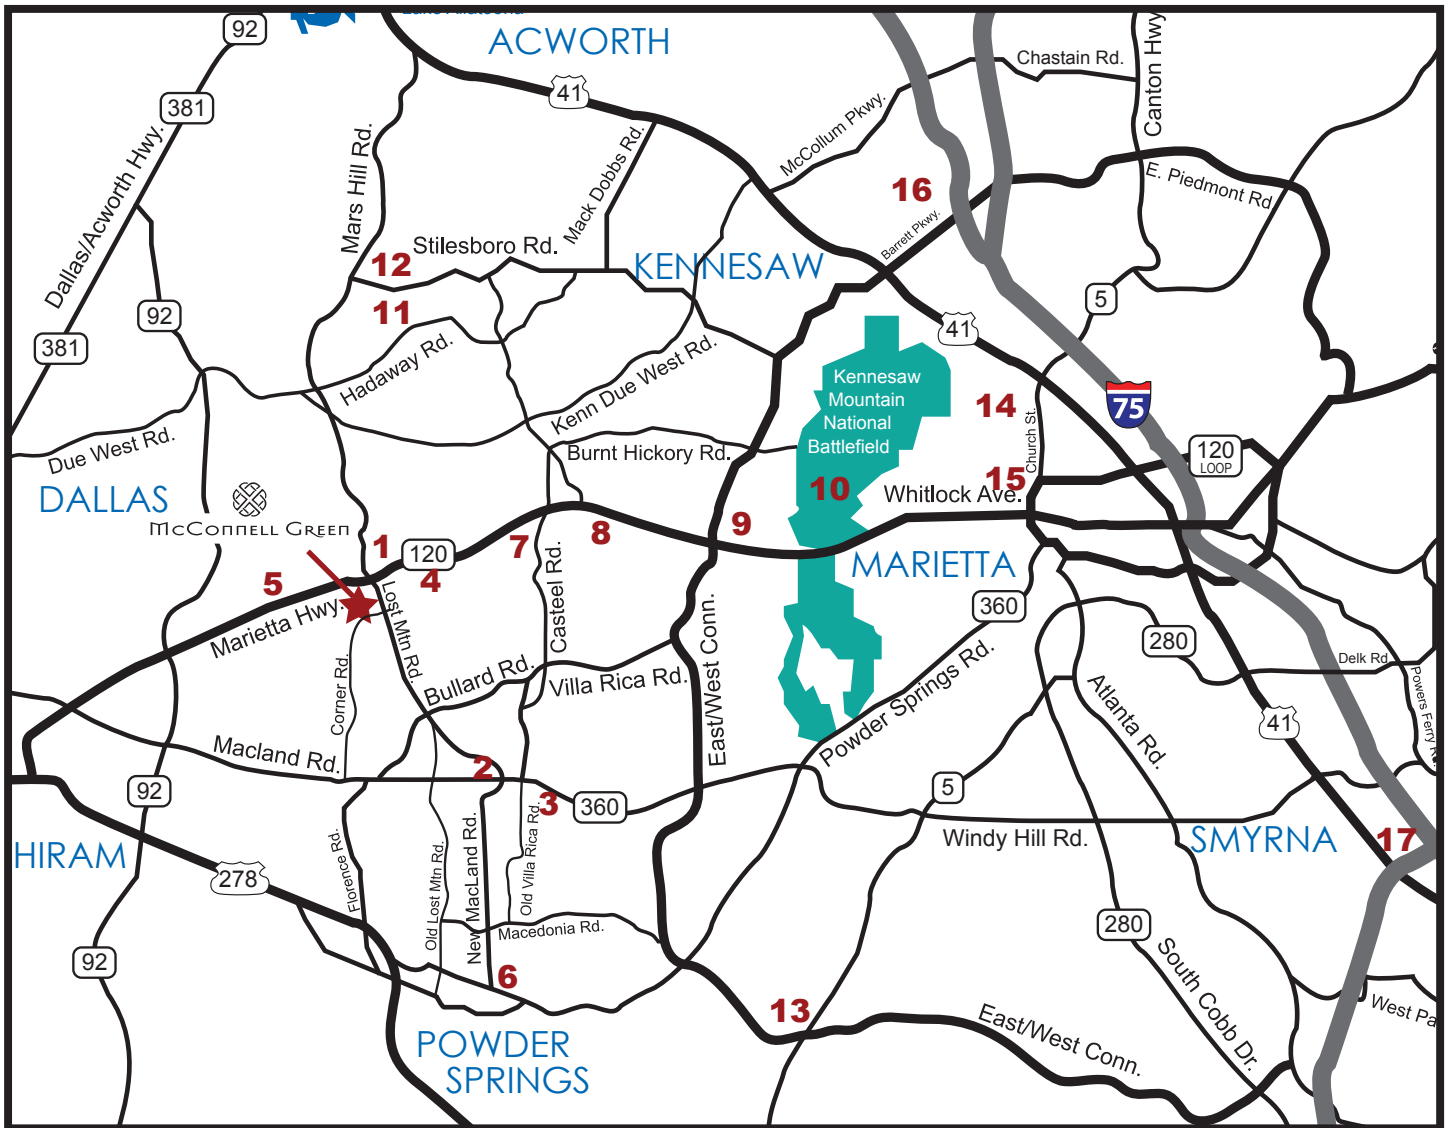 92
ACWORTH
Chastain Rd.
Canton Hwy
41
381
McCollum Pkwy.
Dallas/Acworth Hwy.
Mars Hill Rd.
Mack Dobbs Rd.
E. Piedmont Rd
16
Barrett Pkwy.
Stilesboro Rd.
12
KENNESAW
5
92
11
41
381
Hadaway Rd.
Kenn Due West Rd.
Kennesaw
Mountain
National
Battlefield
75
14
Church St.
Due West Rd.
Burnt Hickory Rd.
120
LOOP
DALLAS
10
15
Whitlock Ave.
McConnell Green
1
120
7
8
9
MARIETTA
5
4
Marietta Hwy.
Lost Mtn Rd.
Casteel Rd.
East/West Conn.
360
280
Delk Rd
Corner Rd.
Bullard Rd.
Villa Rica Rd.
Powder Springs Rd.
Atlanta Rd.
Powers Ferry Rd.
41
Macland Rd.
2
92
3
360
5
Windy Hill Rd.
SMYRNA
17
HIRAM
278
Florence Rd.
Old Lost Mtn Rd.
New MacLand Rd.
Old Villa Rica Rd.
Macedonia Rd.
280
92
6
South Cobb Dr.
13
East/West Conn.
West Pa
POWDER
SPRINGS